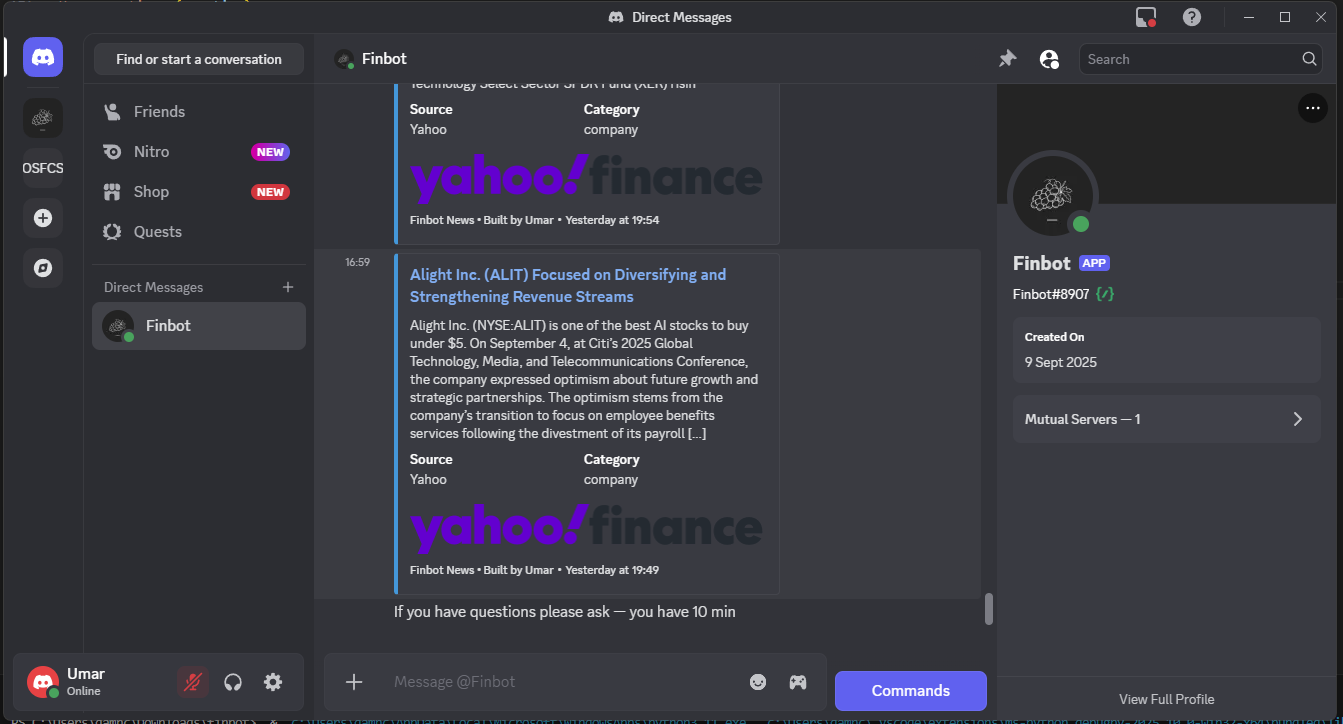 Direct Messages
Find or start a conversation
Friends
Nitro NEW
Shop NEW
Quests
Direct Messages
Finbot
Umar
Online
Finbot
Search
Technology Select Sector SPDR Fund (XLK) risin
Source Category
Yahoo company
yahoo!finance
Finbot News • Built by Umar • Yesterday at 19:54
16:59
Alight Inc. (ALIT) Focused on Diversifying and
Strengthening Revenue Streams
Alight Inc. (NYSE:ALIT) is one of the best AI stocks to buy
under $5. On September 4, at Citi's 2025 Global
Technology, Media, and Telecommunications Conference,
the company expressed optimism about future growth and
strategic partnerships. The optimism stems from the
company's transition to focus on employee benefits
services following the divestment of its payroll [...]
Source Category
Yahoo company
yahoo!finance
Finbot News • Built by Umar • Yesterday at 19:49
If you have questions please ask — you have 10 min
Message @Finbot
Commands
OSFCS
Finbot APP
Finbot#8907 {/}
Created On
9 Sept 2025
Mutual Servers — 1
View Full Profile